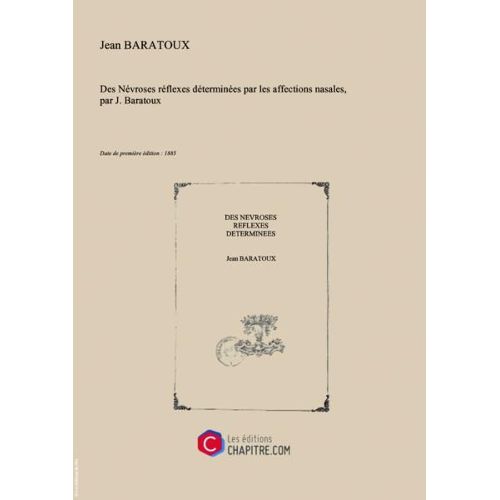 Jean BARATOUX
Des Névroses réflexes déterminées par les affections nasales,
par J. Baratoux
Date de première édition : 1885
DES NEVROSES
REFLEXES
DETERMINEES
Jean BARATOUX
Les éditions
CHAPITRE.COM